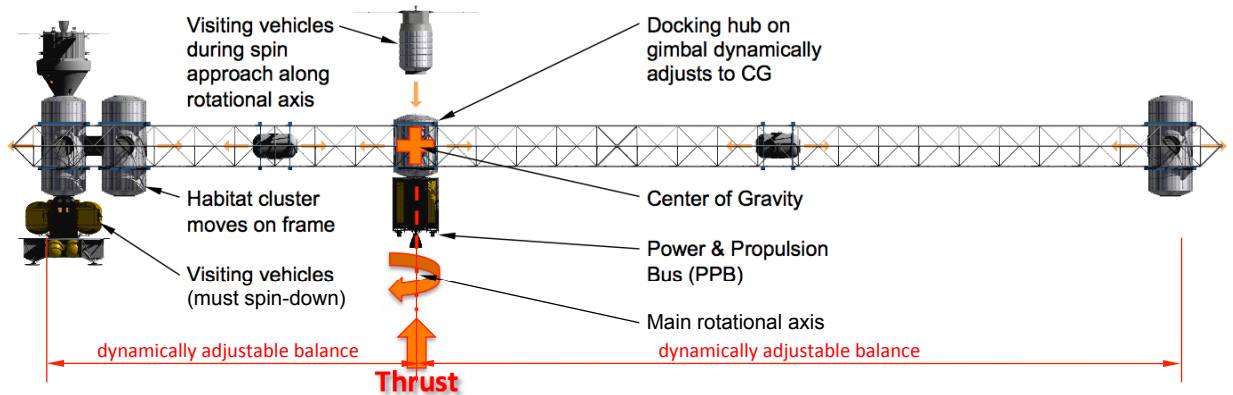 Visiting vehicles
during spin
approach along
rotational axis
Docking hub on
gimbal dynamically
adjusts to CG
Habitat cluster
moves on frame
Center of Gravity
Visiting vehicles
(must spin-down)
Power & Propulsion
Bus (PPB)
Main rotational axis
dynamically adjustable balance
dynamically adjustable balance
Thrust